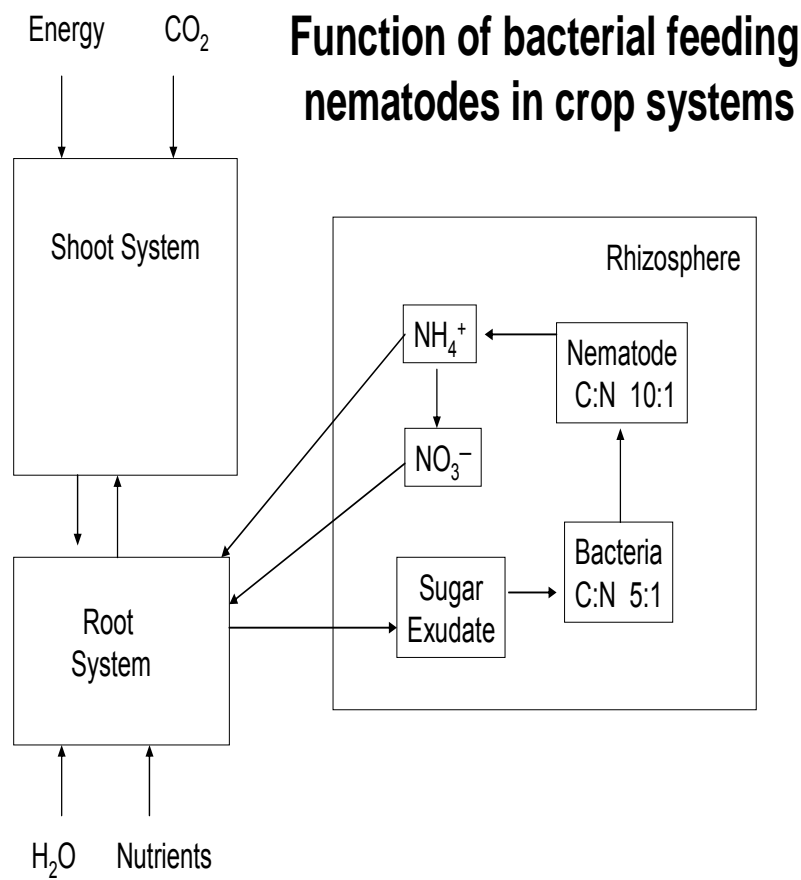 Energy
CO₂
Function of bacterial feeding
nematodes in crop systems
Shoot System
Rhizosphere
NH₄⁺
Nematode
C:N 10:1
NO₃⁻
Bacteria
C:N 5:1
Sugar
Exudate
Root
System
H₂O
Nutrients